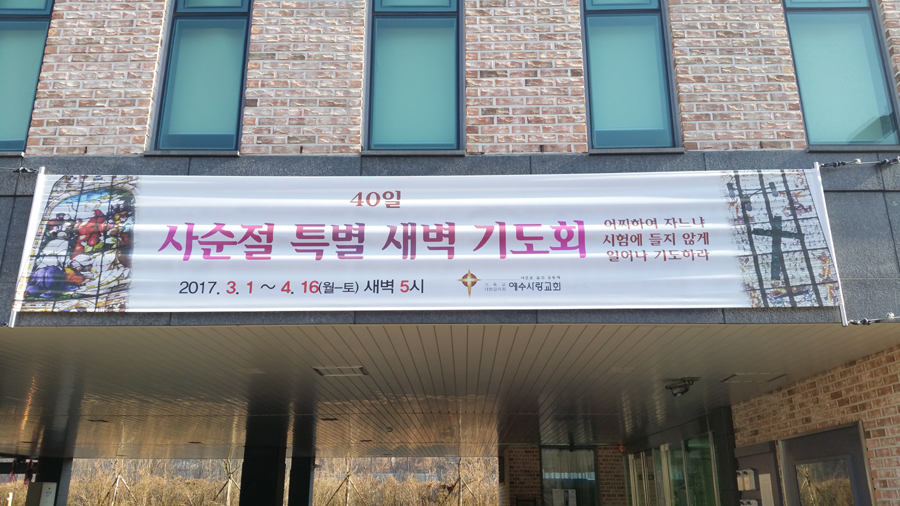 40일
사순절 특별 새벽 기도회
어찌하여 자느냐
시험에 들지 않게
일어나 기도하라
2017. 3. 1 ~ 4. 16(월-토) 새벽 5시
예수사랑교회